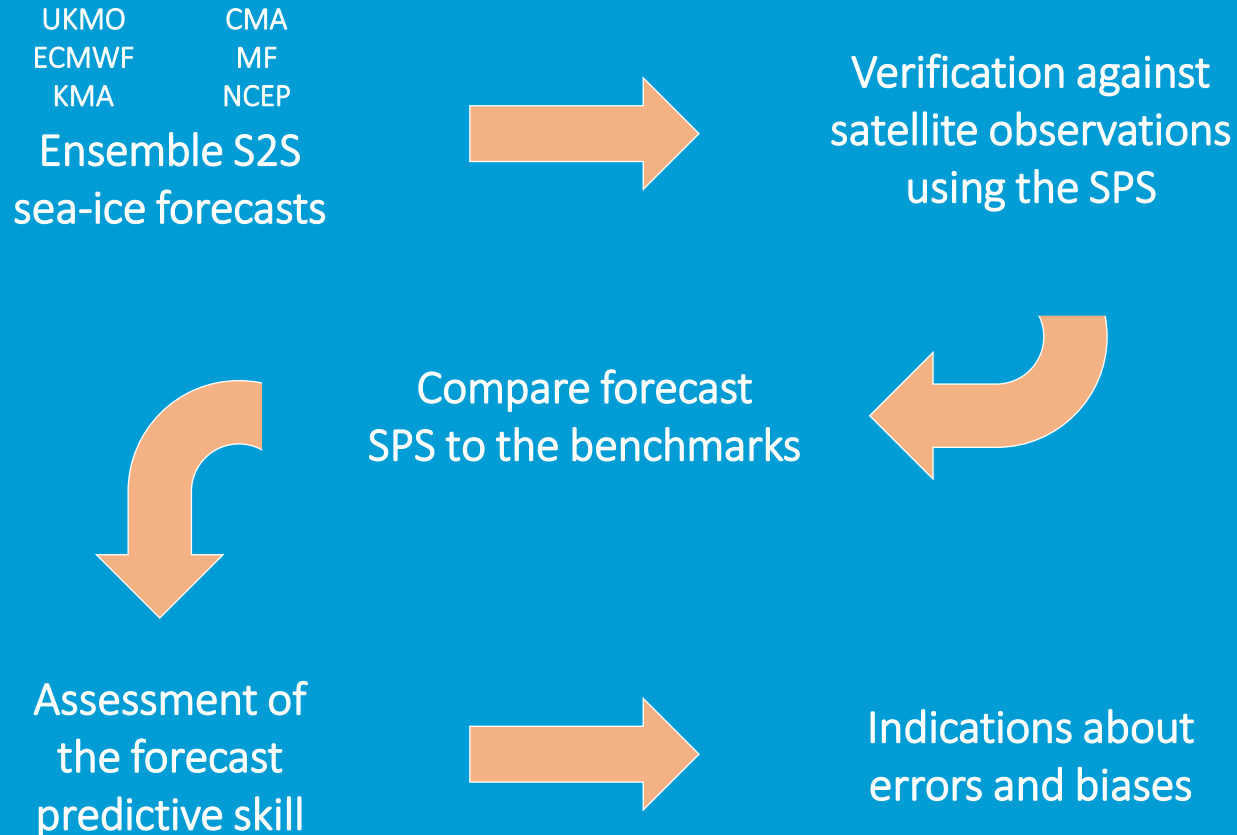 UKMO CMA
ECMWF MF
KMA NCEP
Ensemble S2S
sea-ice forecasts
Verification against
satellite observations
using the SPS
Compare forecast
SPS to the benchmarks
Assessment of
the forecast
predictive skill
Indications about
errors and biases